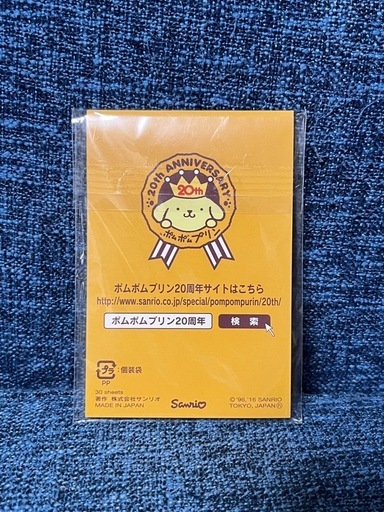 20th ANNIVERSARY
20th
ポムポムプリン
ポムポムプリン20周年サイトはこちら
http://www.sanrio.co.jp/special/pompompurin/20th/
ポムポムプリン20周年 検索
プラ :個装袋
PP
30 sheets
著作 株式会社サンリオ
MADE IN JAPAN
Sanrio
©'96,'16 SANRIO
TOKYO, JAPAN